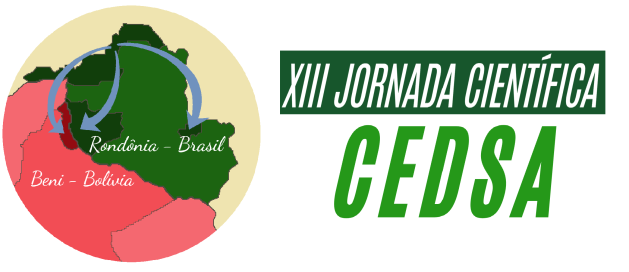 Rondônia - Brasil
Beni - Bolívia
XIII JORNADA CIENTÍFICA
CEDSA